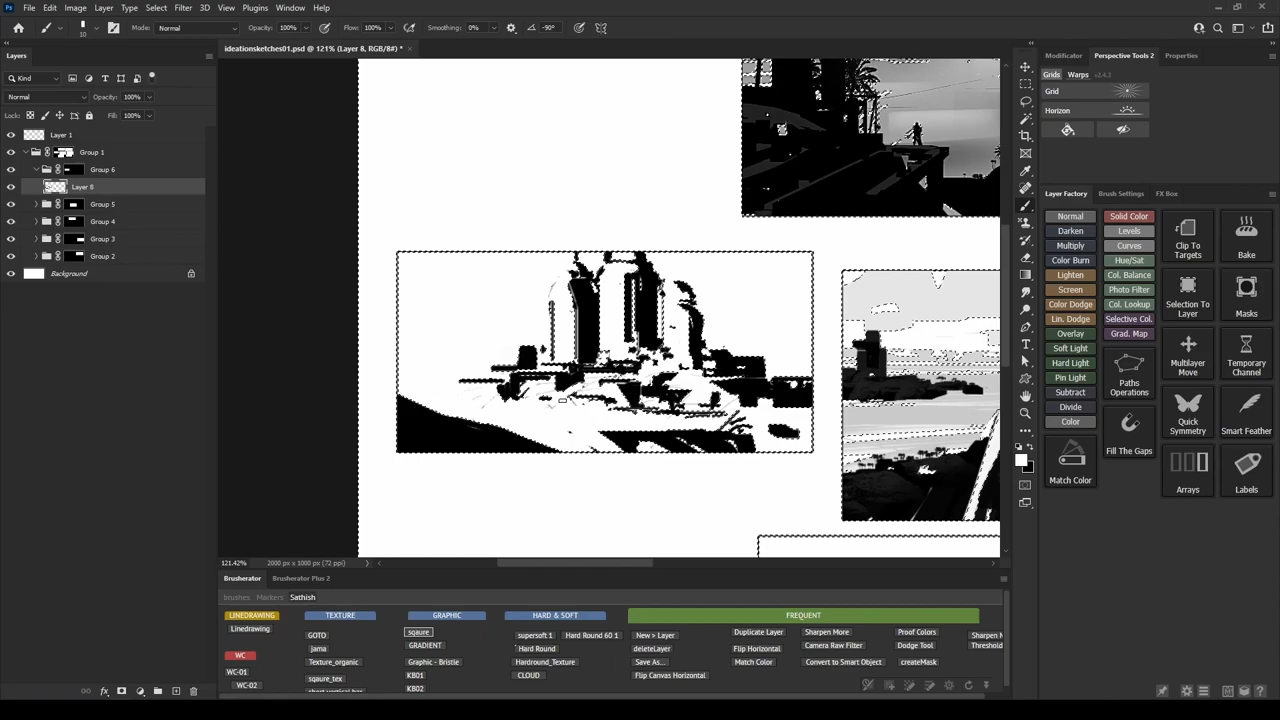 Ps File Edit Image Layer Type Select Filter 3D View Plugins Window Help
10 Mode: Normal Opacity: 100% Flow: 100% Smoothing: 0% -90°
Layers
ideationsketches01.psd @ 121% (Layer 8, RGB/8#) *
Modificator Perspective Tools 2 Properties
Kind
Grids Warps v2.4.3
Normal Opacity: 100%
Grid
Lock: Fill: 100%
Horizon
Layer 1
Group 1
Group 6
Layer 8
Group 5
Group 4
Group 3
Group 2
Background
Layer Factory Brush Settings FX Box
Normal Solid Color
Darken Levels
Multiply Curves
Color Burn Hue/Sat
Clip To Targets
Bake
Lighten Col. Balance
Screen Photo Filter
Color Dodge Col. Lookup
Lin. Dodge Selective Col.
Selection To Layer
Masks
Overlay Grad. Map
Soft Light
Hard Light
Pin Light
Paths Operations
Multilayer Move
Temporary Channel
Subtract
Divide
Color
Quick Symmetry
Smart Feather
Match Color
Fill The Gaps
Arrays
Labels
121.42% 2000 px x 1000 px (72 ppi)
Brusherator Brusherator Plus 2
brushes Markers Sathish
LINEDRAWING TEXTURE GRAPHIC HARD & SOFT FREQUENT
Linedrawing GOTO sqaure supersoft 1 Hard Round 60 1 New > Layer Duplicate Layer Sharpen More Proof Colors Sharpen M
jama GRADIENT Hard Round deleteLayer Flip Horizontal Camera Raw Filter Dodge Tool Threshold
WC Texture_organic Graphic - Bristle Hardround_Texture Save As... Match Color Convert to Smart Object createMask
WC-01 sqaure_tex KB01 CLOUD Flip Canvas Horizontal
WC-02 short vertical bar KB02